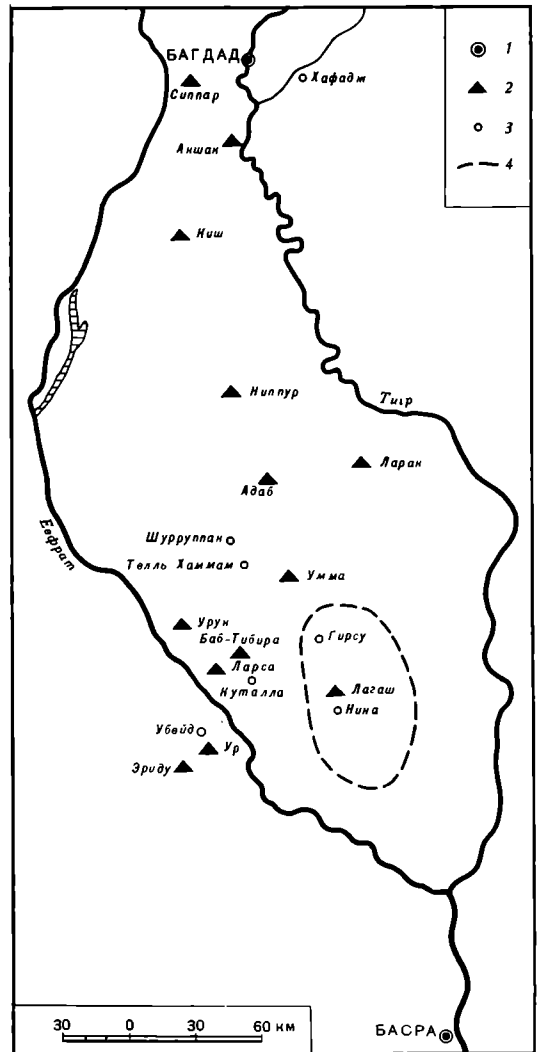 БАГДАД
1
Хафадж
2
Сиппар
3
Аншак
4
Киш
Ниппур
Тигр
Ларак
Адаб
Евфрат
Шуруппак
Телль Хаммам
Умма
Урук
Баб-Тибира
Гирсу
Ларса
Куталла
Лагаш
Нина
Убейд
Ур
Эриду
30 0 30 60 км
БАСРА